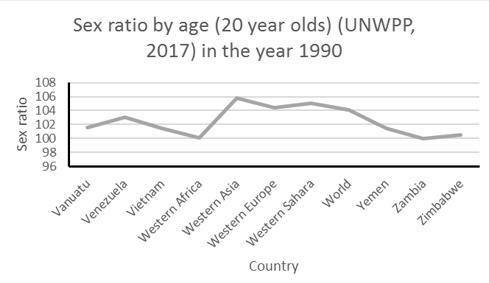 Sex ratio by age (20 year olds) (UNWPP,
2017) in the year 1990
Sex ratio
108
106
104
102
100
98
96
Vanuatu
Venezuela
Vietnam
Western Africa
Western Asia
Western Europe
Western Sahara
World
Yemen
Zambia
Zimbabwe
Country